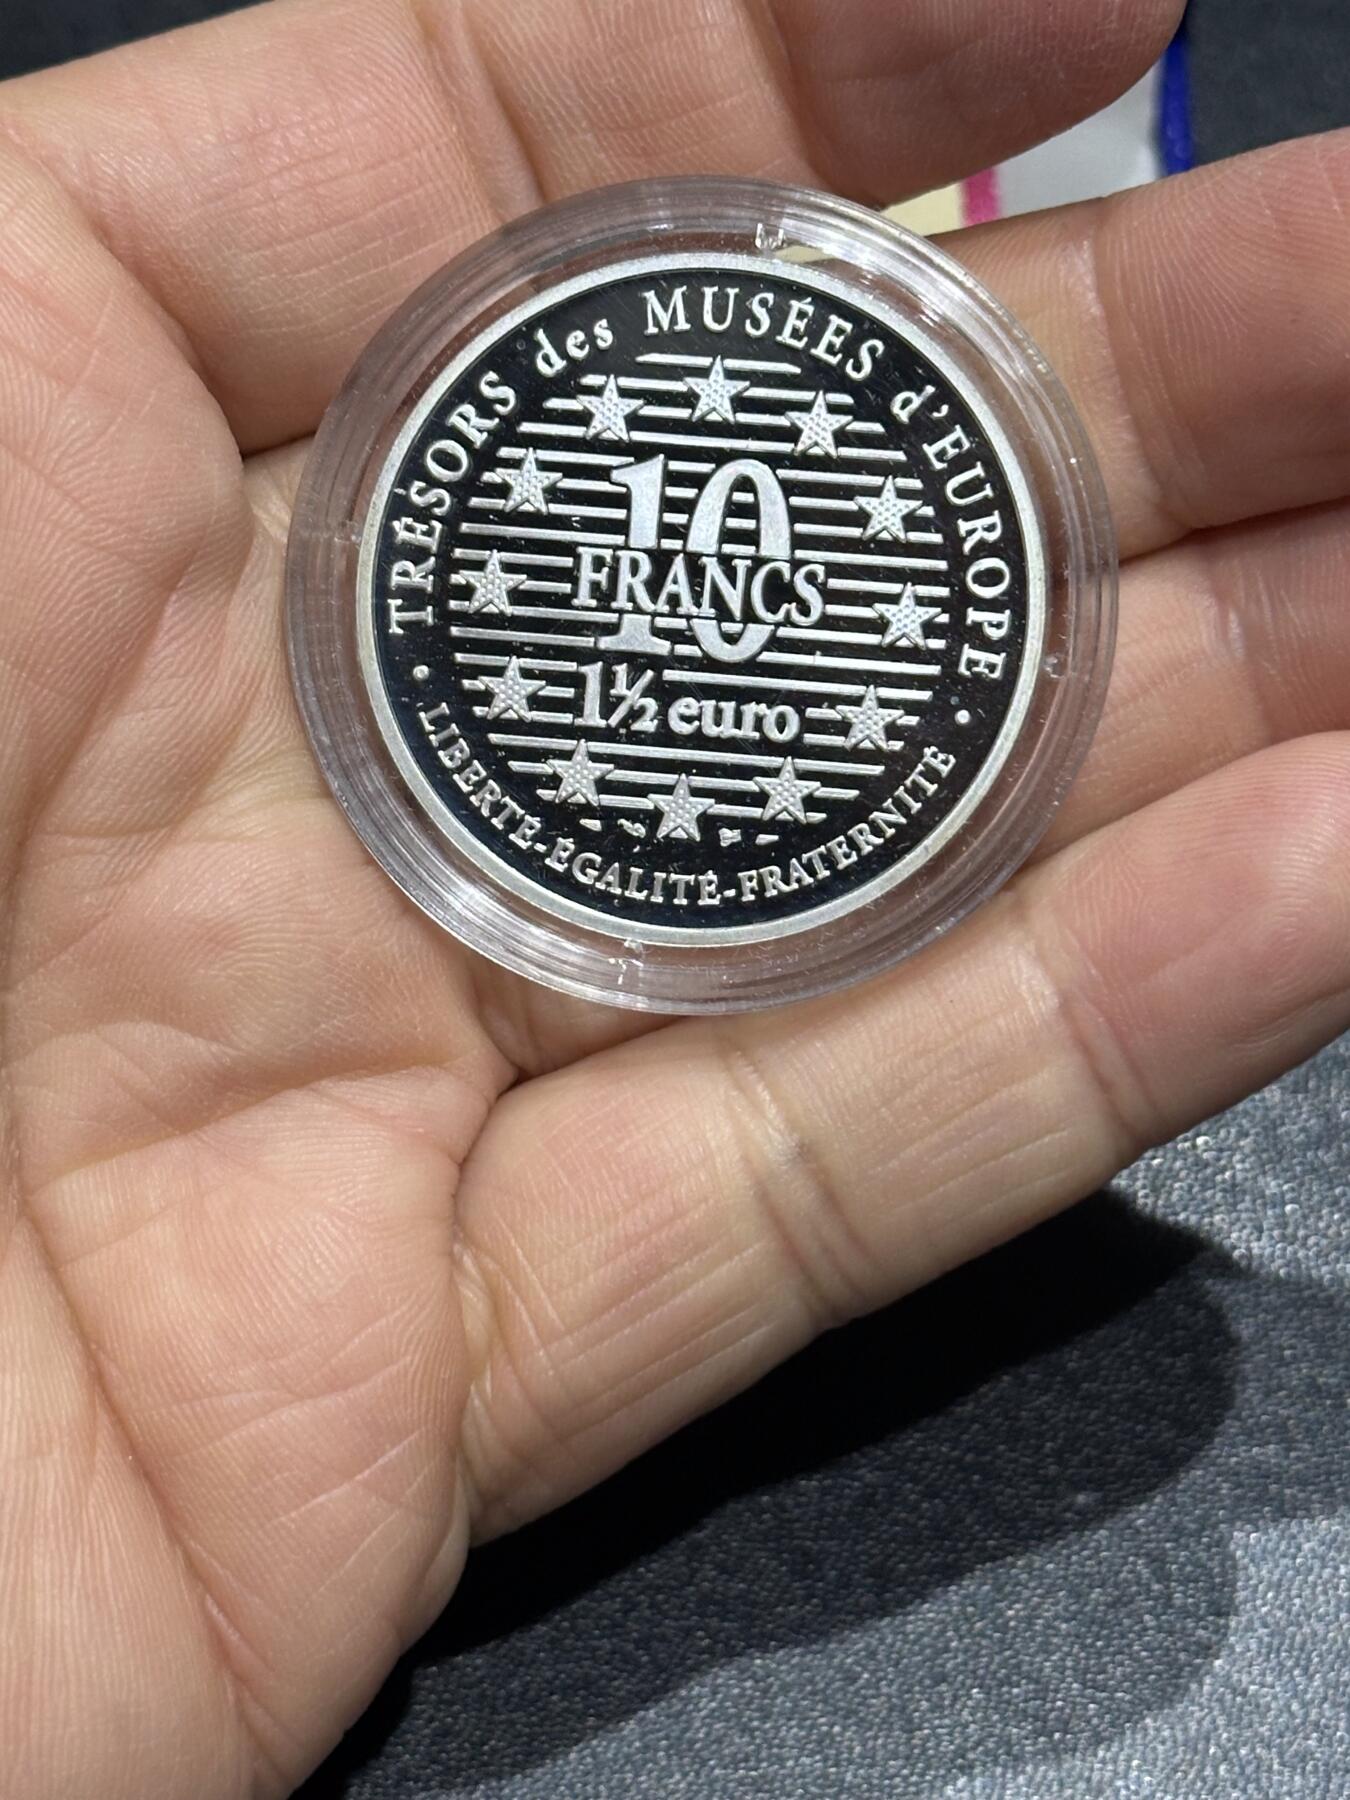 TRÉSORS des MUSÉES d'EUROPE
10
FRANCS
1½ euro
• LIBERTÉ-ÉGALITÉ-FRATERNITÉ •